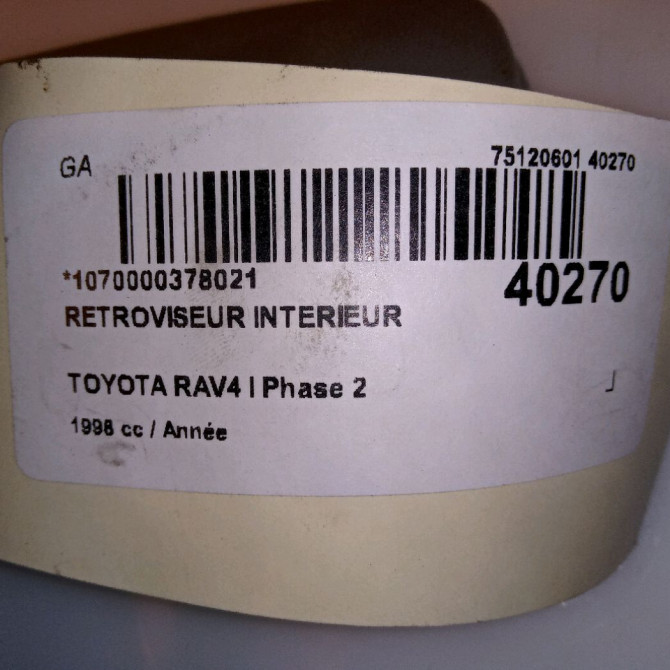 GA
75120601 40270
*1070000378021
40270
RETROVISEUR INTERIEUR
TOYOTA RAV4 I Phase 2
J
1998 cc / Année